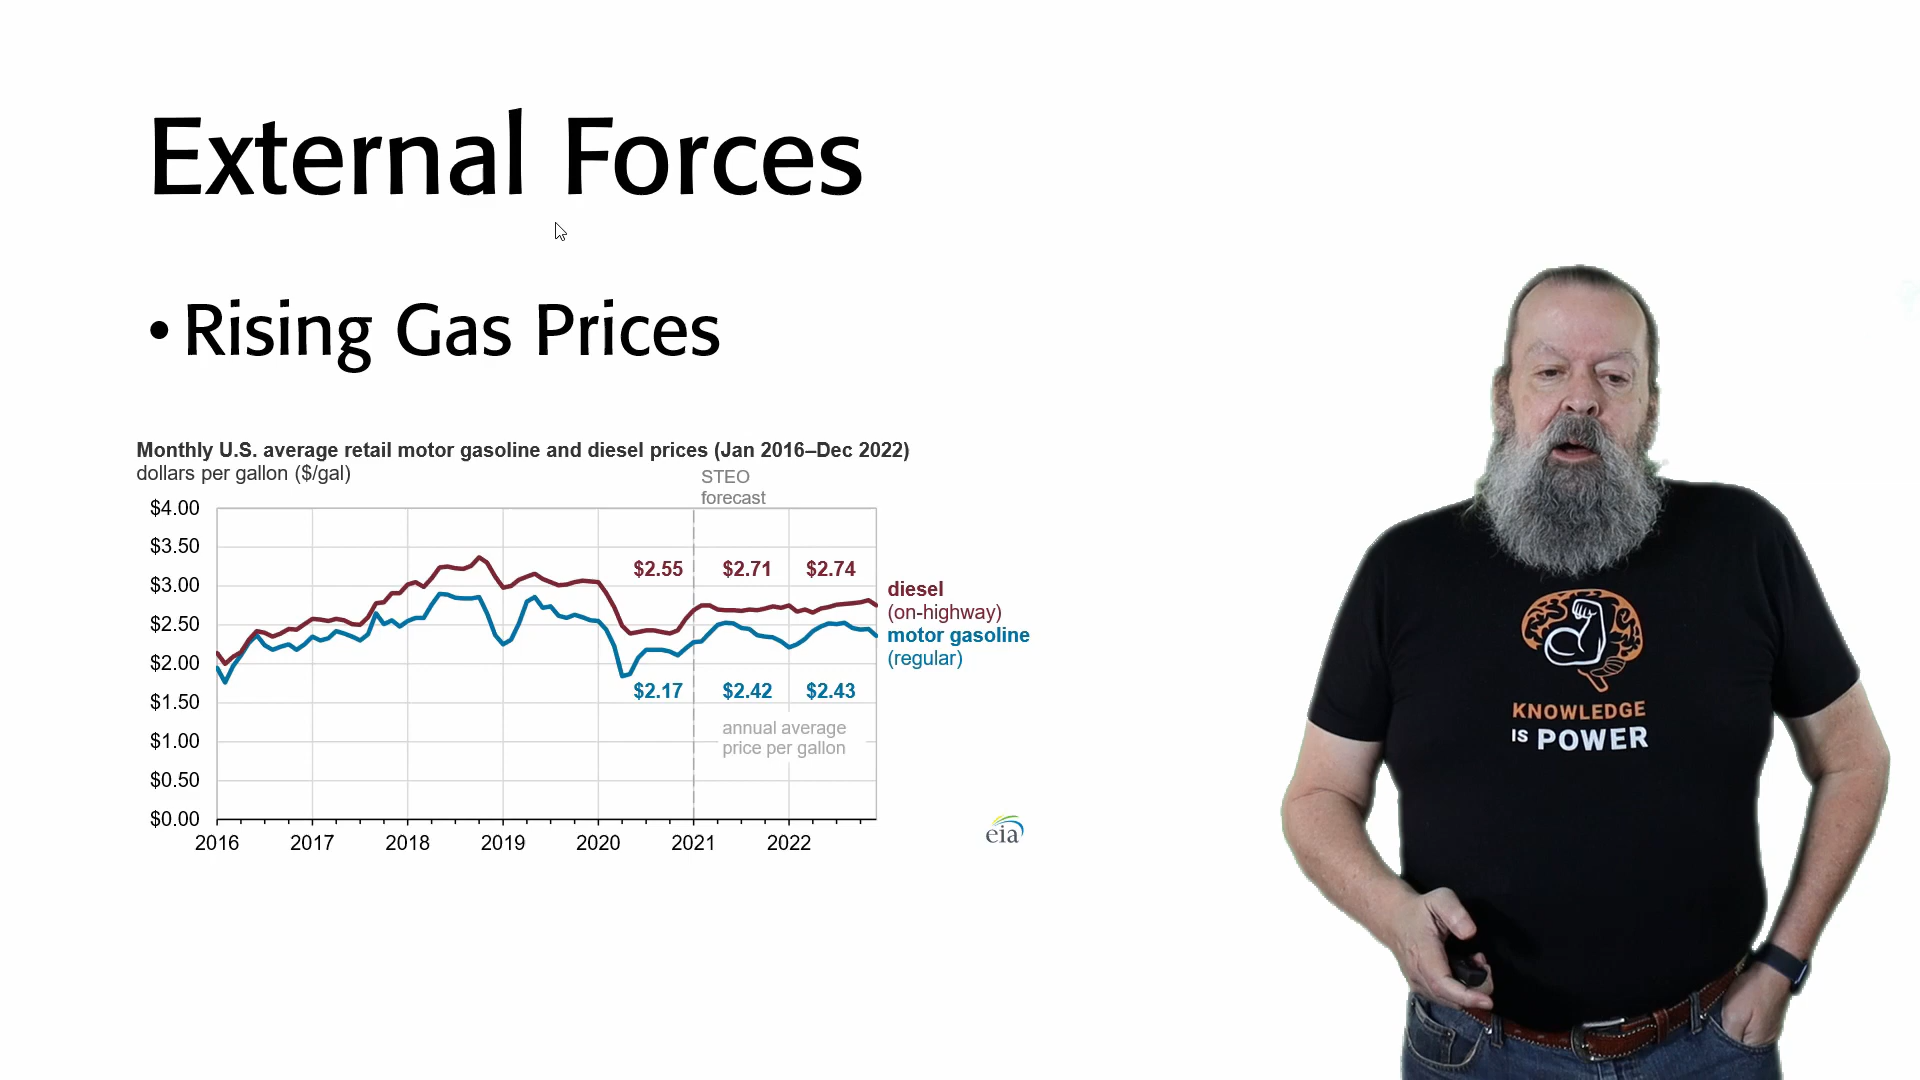 External Forces
• Rising Gas Prices
Monthly U.S. average retail motor gasoline and diesel prices (Jan 2016–Dec 2022)
dollars per gallon ($/gal)
STEO
forecast
$4.00
$3.50
$3.00
$2.50
$2.00
$1.50
$1.00
$0.50
$0.00
$2.55 $2.71 $2.74
diesel
(on-highway)
motor gasoline
(regular)
$2.17 $2.42 $2.43
annual average
price per gallon
2016 2017 2018 2019 2020 2021 2022
eia
KNOWLEDGE
IS POWER